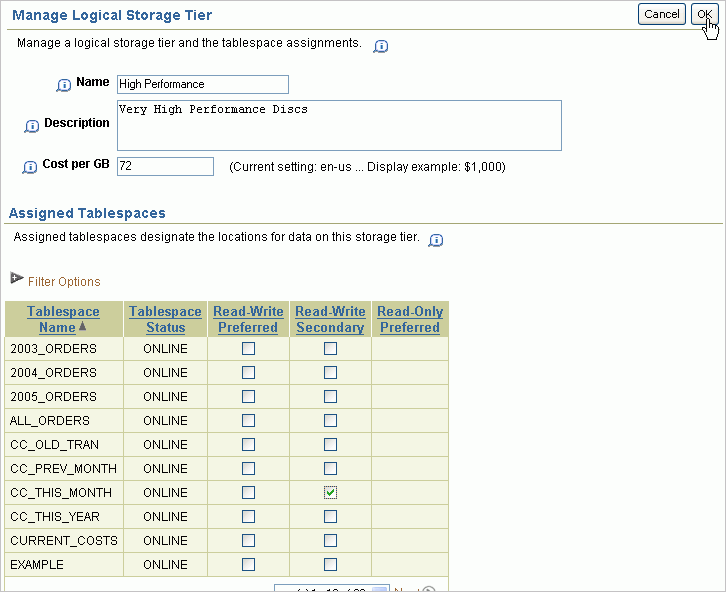 Manage Logical Storage Tier
Cancel OK
Manage a logical storage tier and the tablespace assignments.
Name High Performance
Description Very High Performance Discs
Cost per GB 72 (Current setting: en-us ... Display example: $1,000)
Assigned Tablespaces
Assigned tablespaces designate the locations for data on this storage tier.
Filter Options
Tablespace Name Tablespace Status Read-Write Preferred Read-Write Secondary Read-Only Preferred
2003_ORDERS ONLINE
2004_ORDERS ONLINE
2005_ORDERS ONLINE
ALL_ORDERS ONLINE
CC_OLD_TRAN ONLINE
CC_PREV_MONTH ONLINE
CC_THIS_MONTH ONLINE
CC_THIS_YEAR ONLINE
CURRENT_COSTS ONLINE
EXAMPLE ONLINE